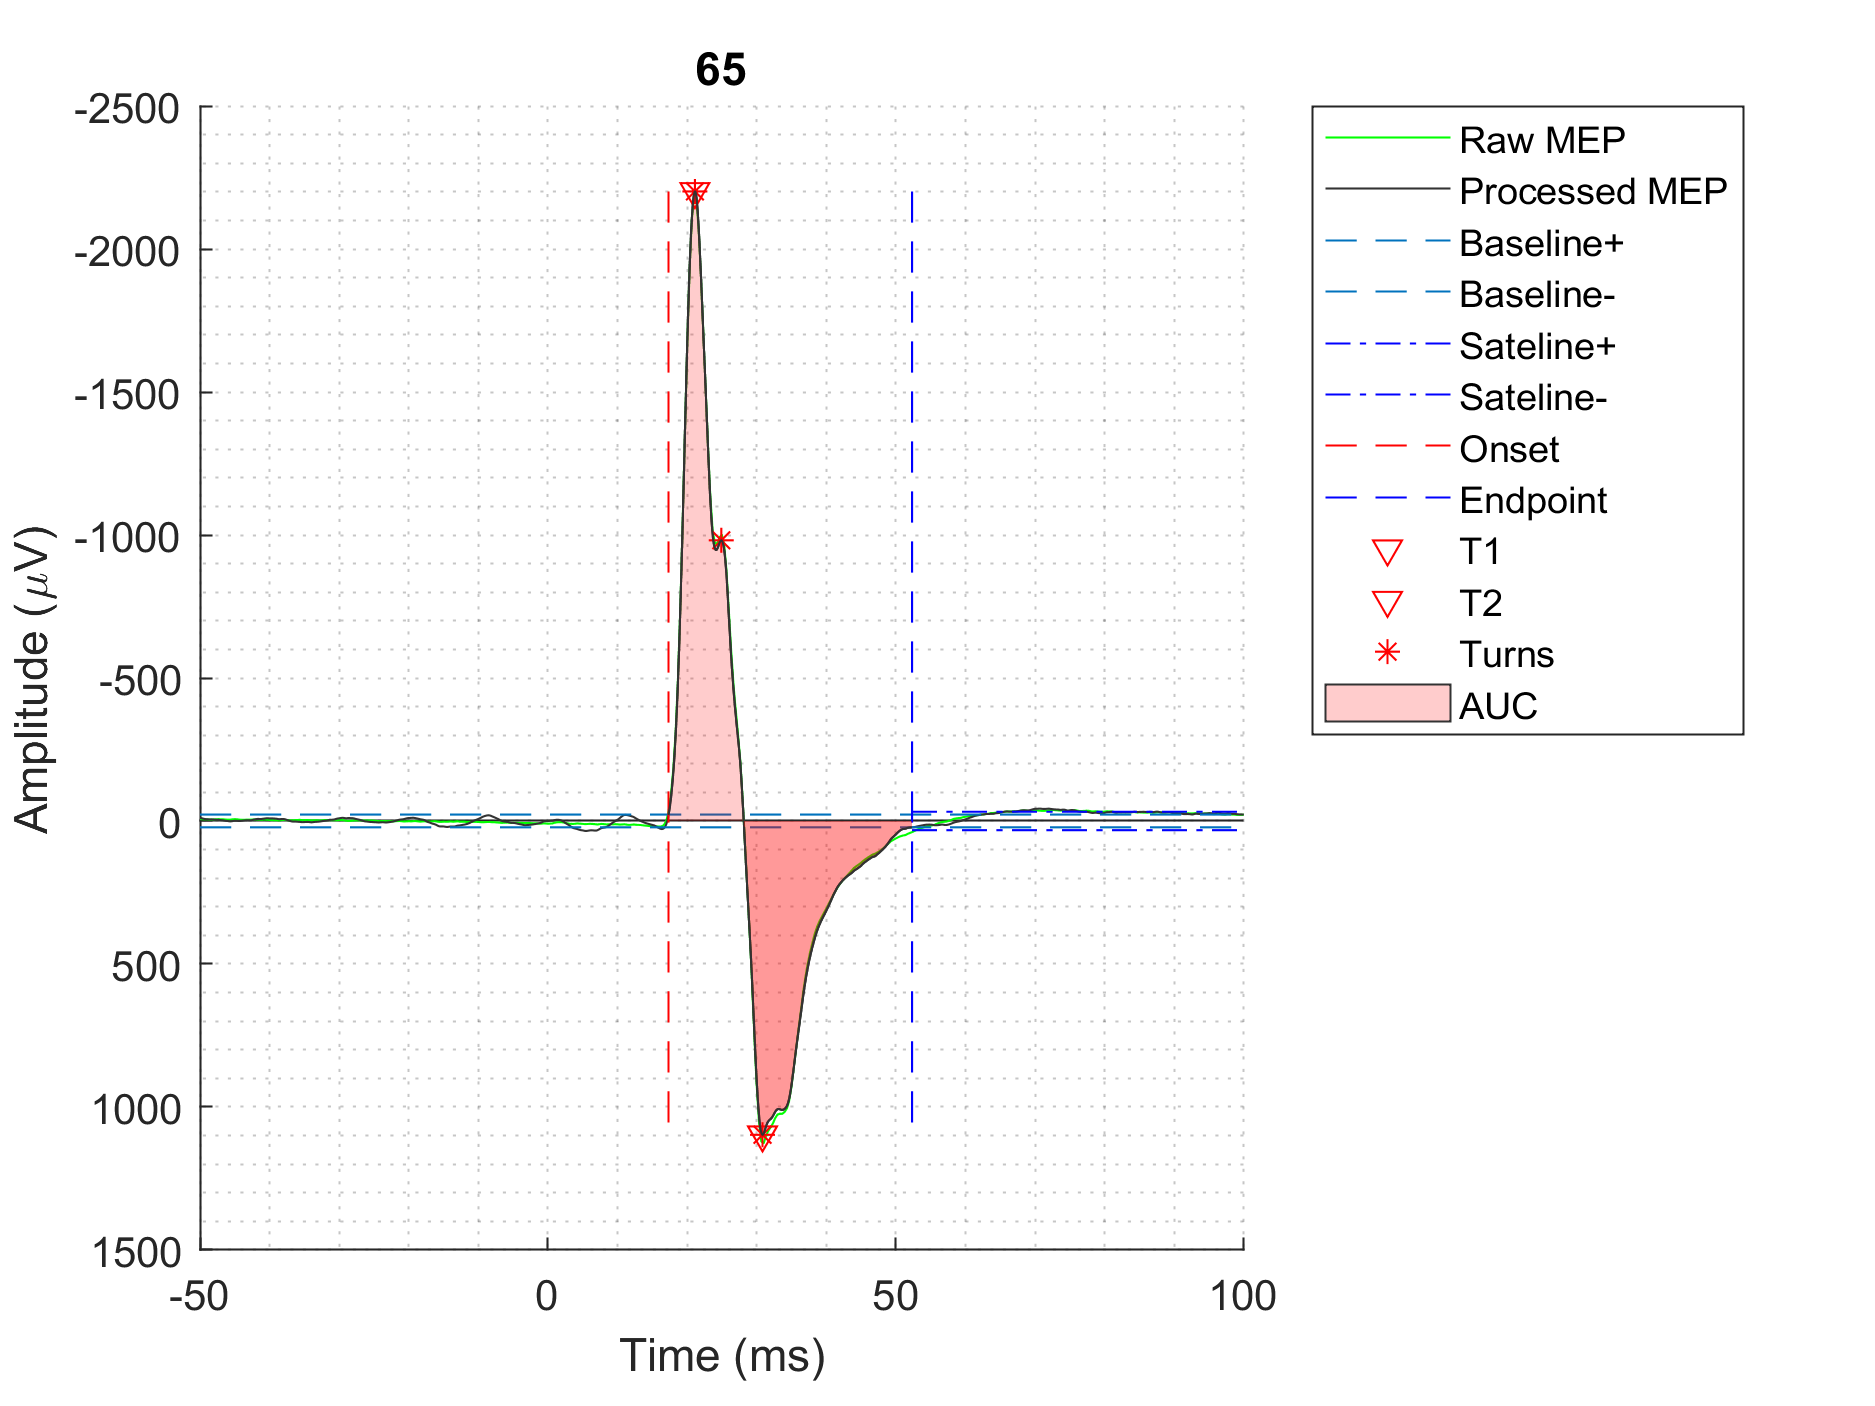 65
-2500
-2000
-1500
-1000
-500
0
500
1000
1500
-50
0
50
100
Amplitude (μV)
Time (ms)
Raw MEP
Processed MEP
Baseline+
Baseline-
Sateline+
Sateline-
Onset
Endpoint
T1
T2
Turns
AUC